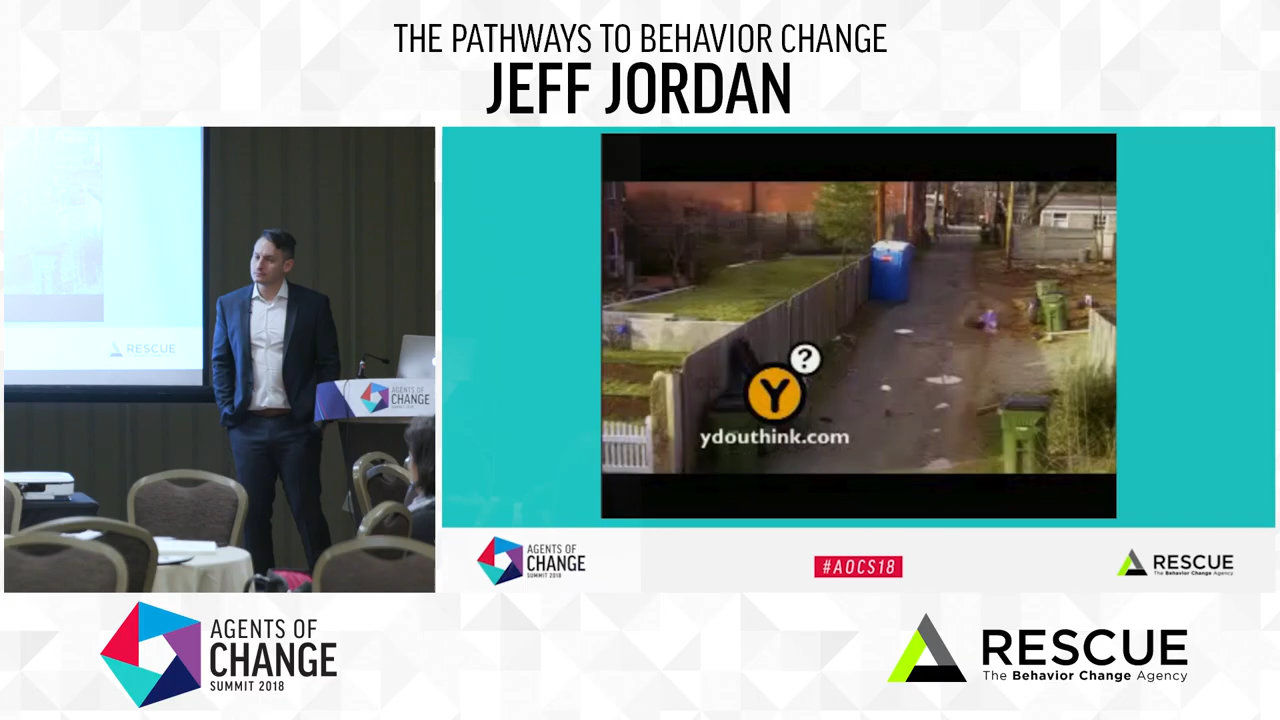 THE PATHWAYS TO BEHAVIOR CHANGE
JEFF JORDAN
RESCUE
AGENTS OF
CHANGE
SUMMIT 2018
?
Y
ydouthink.com
AGENTS OF
CHANGE
SUMMIT 2018
#AOCS18
RESCUE
The Behavior Change Agency
AGENTS OF
CHANGE
SUMMIT 2018
RESCUE
The Behavior Change Agency